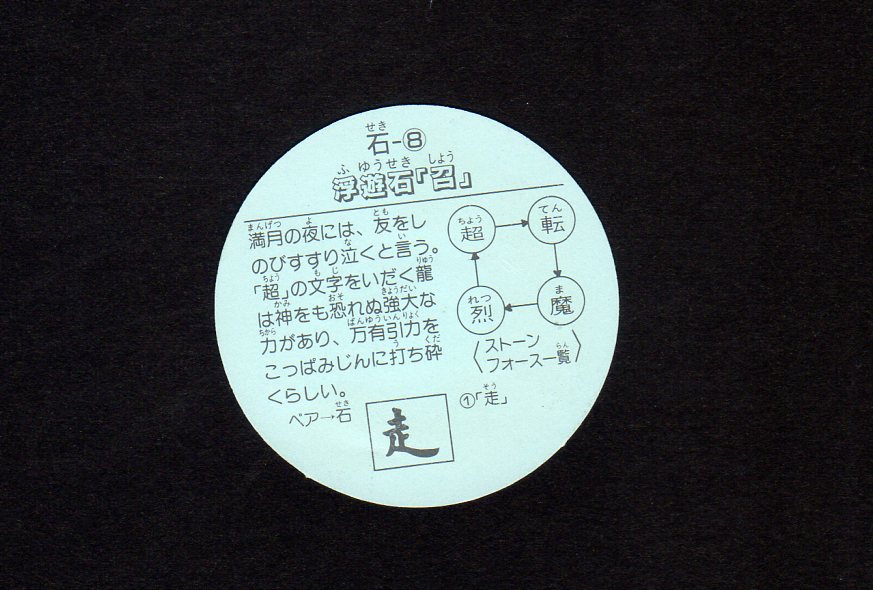 石-⑧
浮遊石「召」
満月の夜には、友をし
のびすすり泣くと言う。
「超」の文字をいだく龍
は神をも恐れぬ強大な
力があり、万有引力を
こっぱみじんに打ち砕
くらしい。
超
転
魔
烈
〈ストーン
フォース一覧〉
ペア→石
走
①「走」